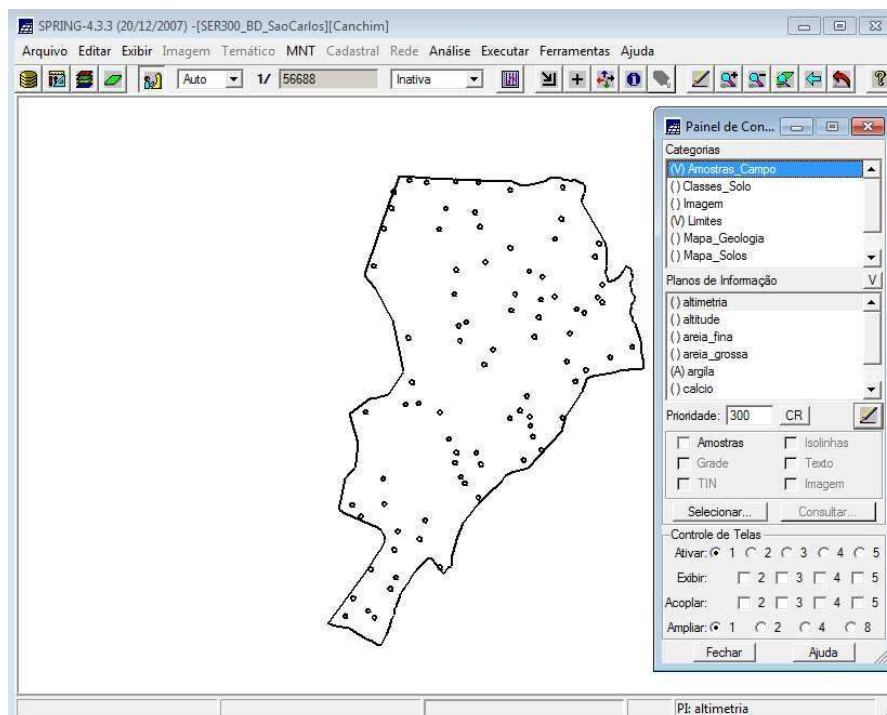 SPRING-4.3.3 (20/12/2007) -[SER300_BD_SaoCarlos][Canchim]
Arquivo Editar Exibir Imagem Temático MNT Cadastral Rede Análise Executar Ferramentas Ajuda
Auto 1/ 56688 Inativa
Painel de Con...
Categorias
(V) Amostras_Campo
( ) Classes_Solo
( ) Imagem
(V) Limites
( ) Mapa_Geologia
( ) Mapa_Solos
Planos de Informação V
( ) altimetria
( ) altitude
( ) areia_fina
( ) areia_grossa
(A) argila
( ) calcio
Prioridade: 300 CR
Amostras Isolinhas
Grade Texto
TIN Imagem
Selecionar... Consultar...
Controle de Telas
Ativar: 1 2 3 4 5
Exibir: 2 3 4 5
Acoplar: 2 3 4 5
Ampliar: 1 2 4 8
Fechar Ajuda
PI: altimetria